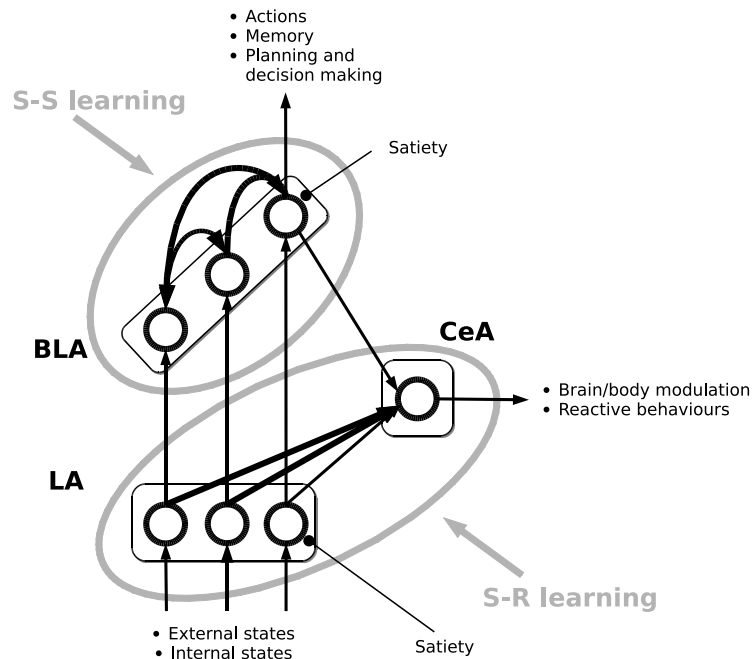 • Actions
• Memory
• Planning and
decision making
S-S learning
Satiety
BLA
CeA
• Brain/body modulation
• Reactive behaviours
LA
S-R learning
• External states
• Internal states
Satiety